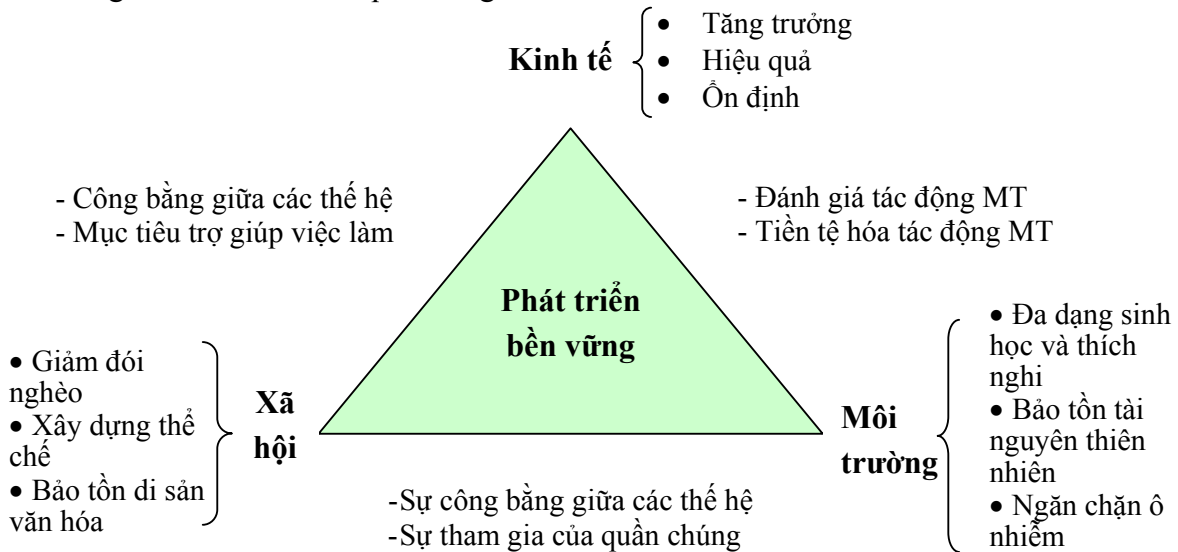 Kinh tế
• Tăng trưởng
• Hiệu quả
• Ổn định
- Công bằng giữa các thế hệ
- Mục tiêu trợ giúp việc làm
- Đánh giá tác động MT
- Tiền tệ hóa tác động MT
Phát triển
bền vững
• Giảm đói
nghèo
• Xây dựng thể
chế
• Bảo tồn di sản
văn hóa
Xã
hội
Môi
trường
• Đa dạng sinh
học và thích
nghi
• Bảo tồn tài
nguyên thiên
nhiên
• Ngăn chặn ô
nhiễm
-Sự công bằng giữa các thế hệ
-Sự tham gia của quần chúng